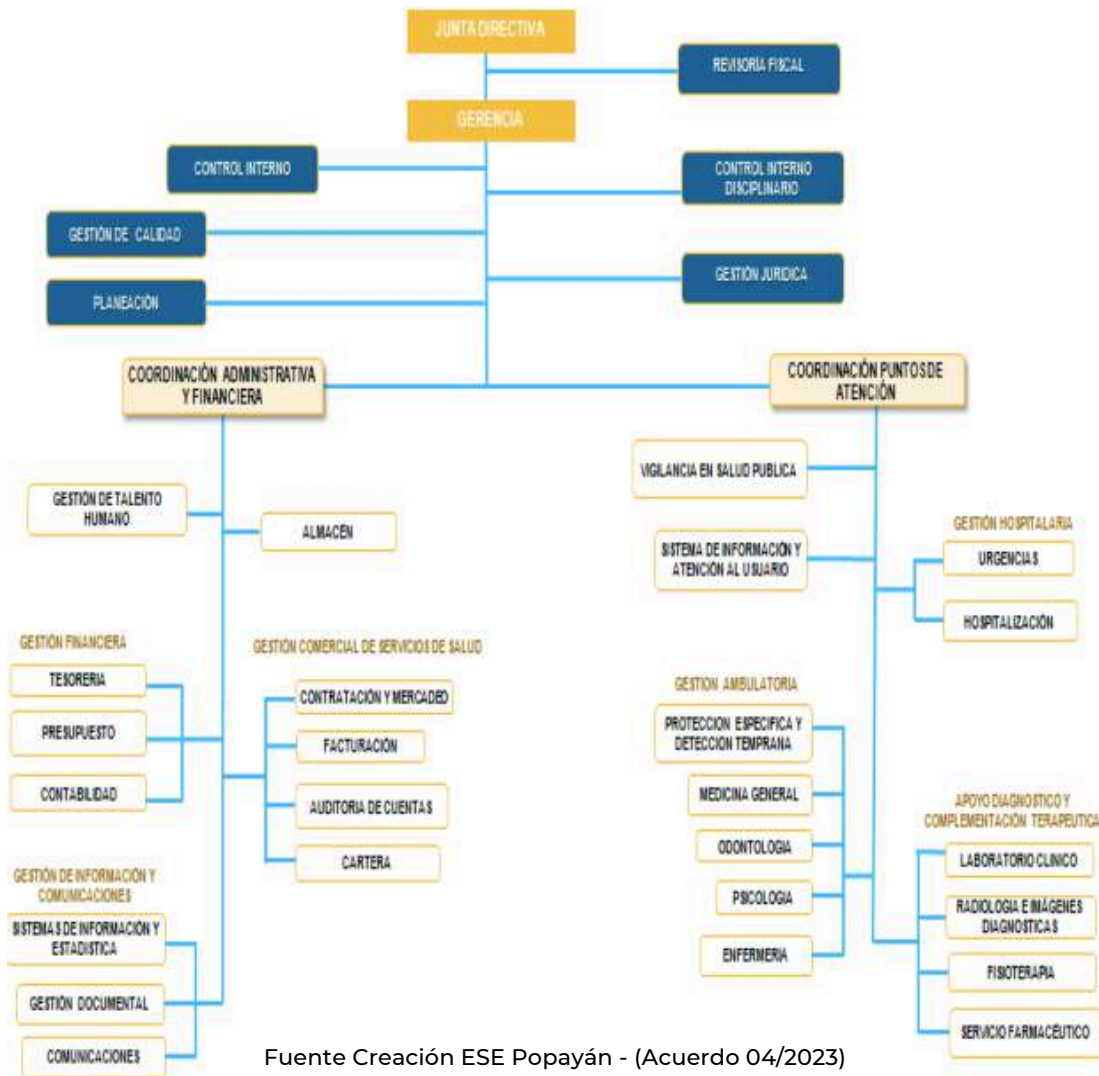 JUNTA DIRECTIVA
REVISORÍA FISCAL
GERENCIA
CONTROL INTERNO
CONTROL INTERNO
DISCIPLINARIO
GESTIÓN DE CALIDAD
GESTIÓN JURIDICA
PLANEACIÓN
COORDINACIÓN ADMINISTRATIVA
Y FINANCIERA
COORDINACIÓN PUNTOS DE
ATENCIÓN
VIGILANCIA EN SALUD PUBLICA
GESTIÓN DE TALENTO
HUMANO
ALMACÉN
SISTEMA DE INFORMACIÓN Y
ATENCIÓN AL USUARIO
GESTIÓN HOSPITALARIA
URGENCIAS
HOSPITALIZACIÓN
GESTIÓN FINANCIERA
TESORERIA
PRESUPUESTO
CONTABILIDAD
GESTIÓN COMERCIAL DE SERVICIOS DE SALUD
CONTRATACIÓN Y MERCADEO
FACTURACIÓN
AUDITORIA DE CUENTAS
CARTERA
GESTION AMBULATORIA
PROTECCION ESPECIFICA Y
DETECCION TEMPRANA
MEDICINA GENERAL
ODONTOLOGIA
PSICOLOGIA
ENFERMERIA
APOYO DIAGNOSTICO Y
COMPLEMENTACIÓN TERAPEUTICA
LABORATORIO CLINICO
RADIOLOGIA E IMÁGENES
DIAGNOSTICAS
FISIOTERAPIA
SERVICIO FARMACÉUTICO
GESTIÓN DE INFORMACIÓN Y
COMUNICACIONES
SISTEMAS DE INFORMACIÓN Y
ESTADISTICA
GESTIÓN DOCUMENTAL
COMUNICACIONES
Fuente Creación ESE Popayán - (Acuerdo 04/2023)